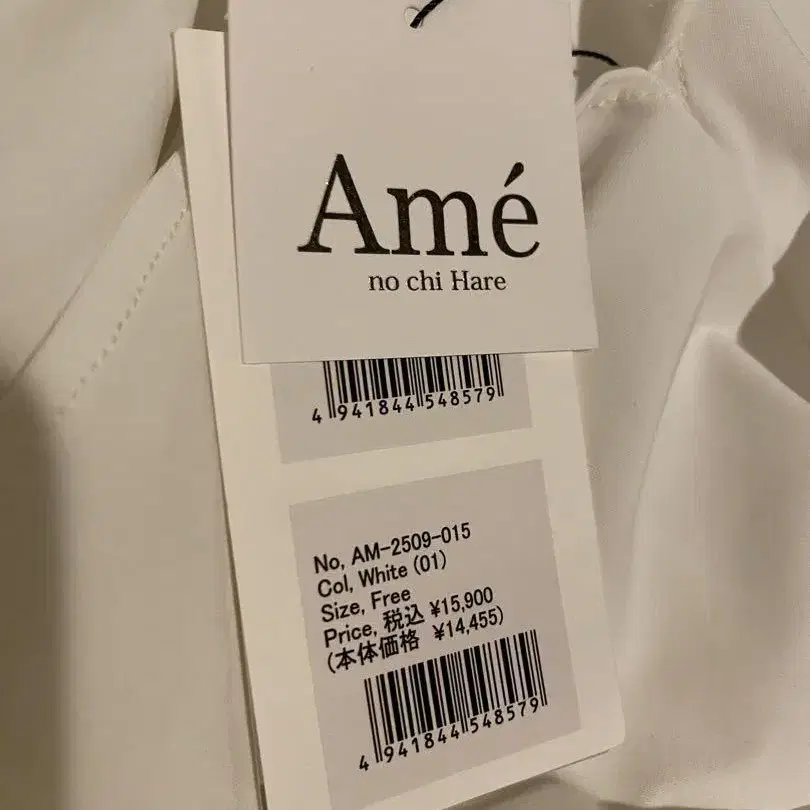 Amé
no chi Hare
4 941844 548579
No, AM-2509-015
Col, White (01)
Size, Free
Price, 税込 ¥15,900
(本体価格 ¥14,455)
4 941844 548579